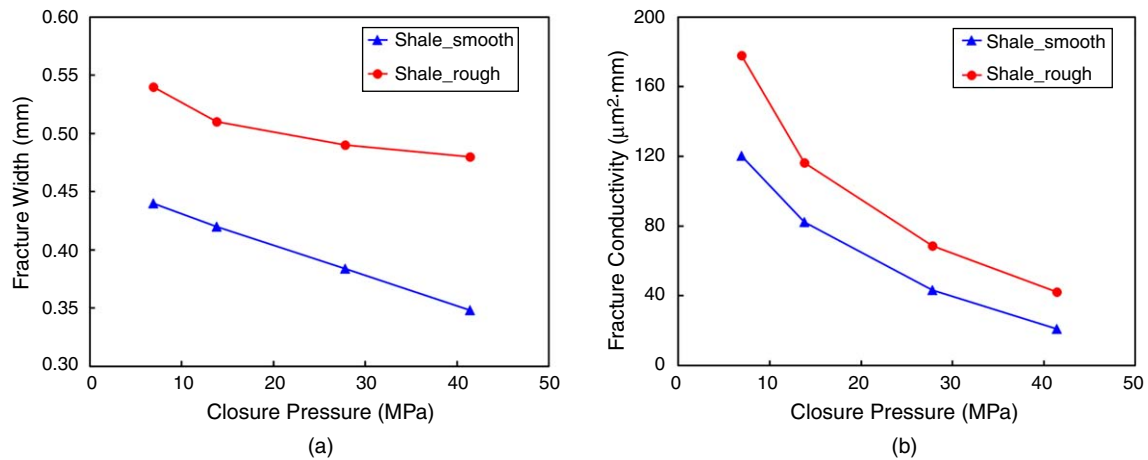 0.60
0.55
0.50
0.45
0.40
0.35
0.30
Fracture Width (mm)
Shale_smooth
Shale_rough
0 10 20 30 40 50
Closure Pressure (MPa)
(a)
200
160
120
80
40
0
Fracture Conductivity (μm²·mm)
Shale_smooth
Shale_rough
0 10 20 30 40 50
Closure Pressure (MPa)
(b)